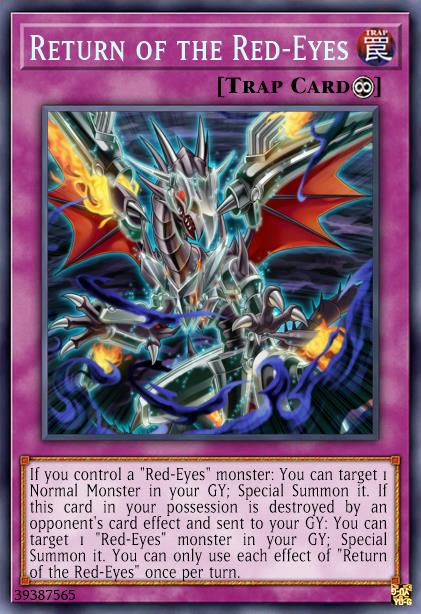 RETURN OF THE RED-EYES
TRAP
罠
[TRAP CARD]
If you control a "Red-Eyes" monster: You can target 1
Normal Monster in your GY; Special Summon it. If
this card in your possession is destroyed by an
opponent's card effect and sent to your GY: You can
target 1 "Red-Eyes" monster in your GY; Special
Summon it. You can only use each effect of "Return
of the Red-Eyes" once per turn.
39387565